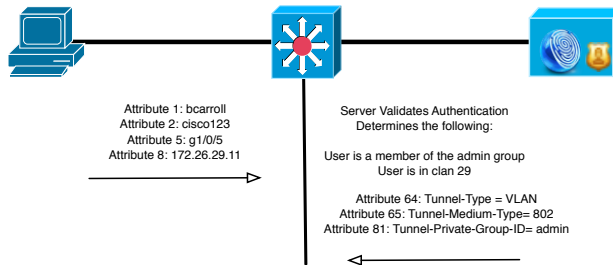 Attribute 1: bcarroll
Attribute 2: cisco123
Attribute 5: g1/0/5
Attribute 8: 172.26.29.11
Server Validates Authentication
Determines the following:
User is a member of the admin group
User is in clan 29
Attribute 64: Tunnel-Type = VLAN
Attribute 65: Tunnel-Medium-Type= 802
Attribute 81: Tunnel-Private-Group-ID= admin